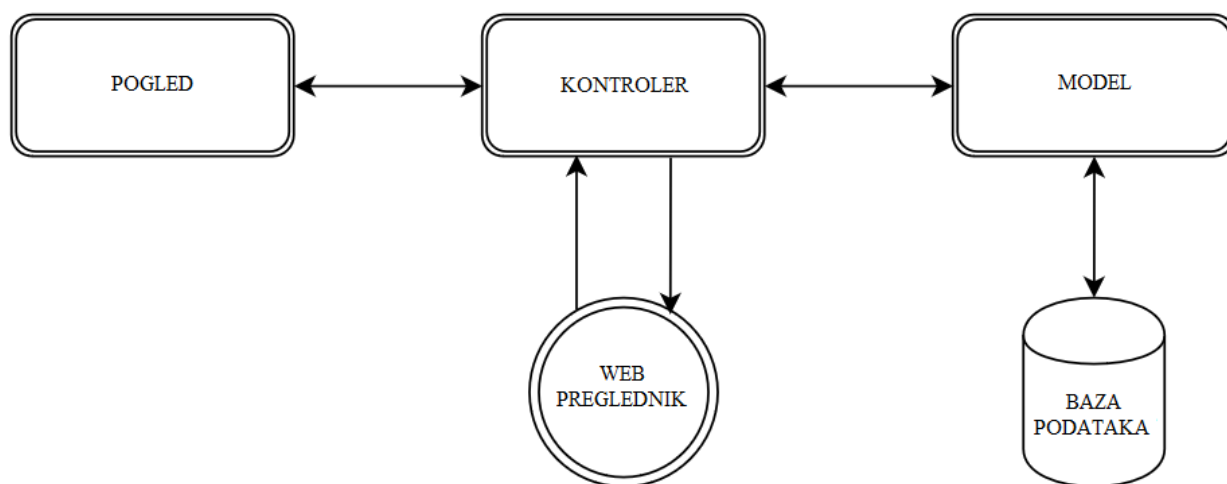 POGLED
KONTROLER
MODEL
WEB
PREGLEDNIK
BAZA
PODATAKA